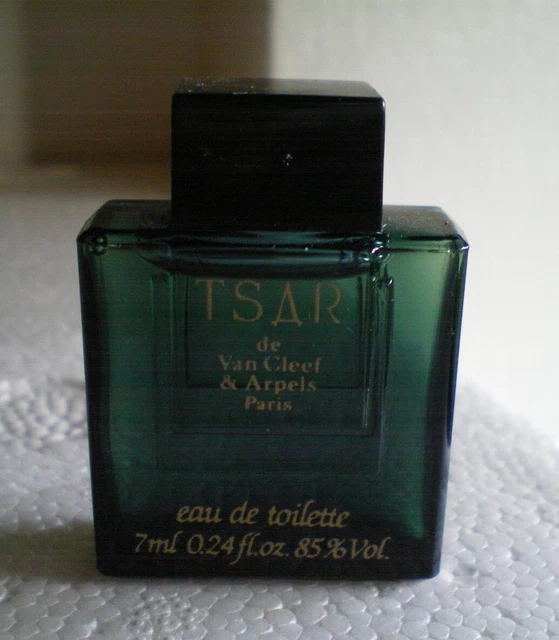 TSAR
de
Van Cleef
& Arpels
Paris
eau de toilette
7ml 0.24 fl.oz. 85% Vol.